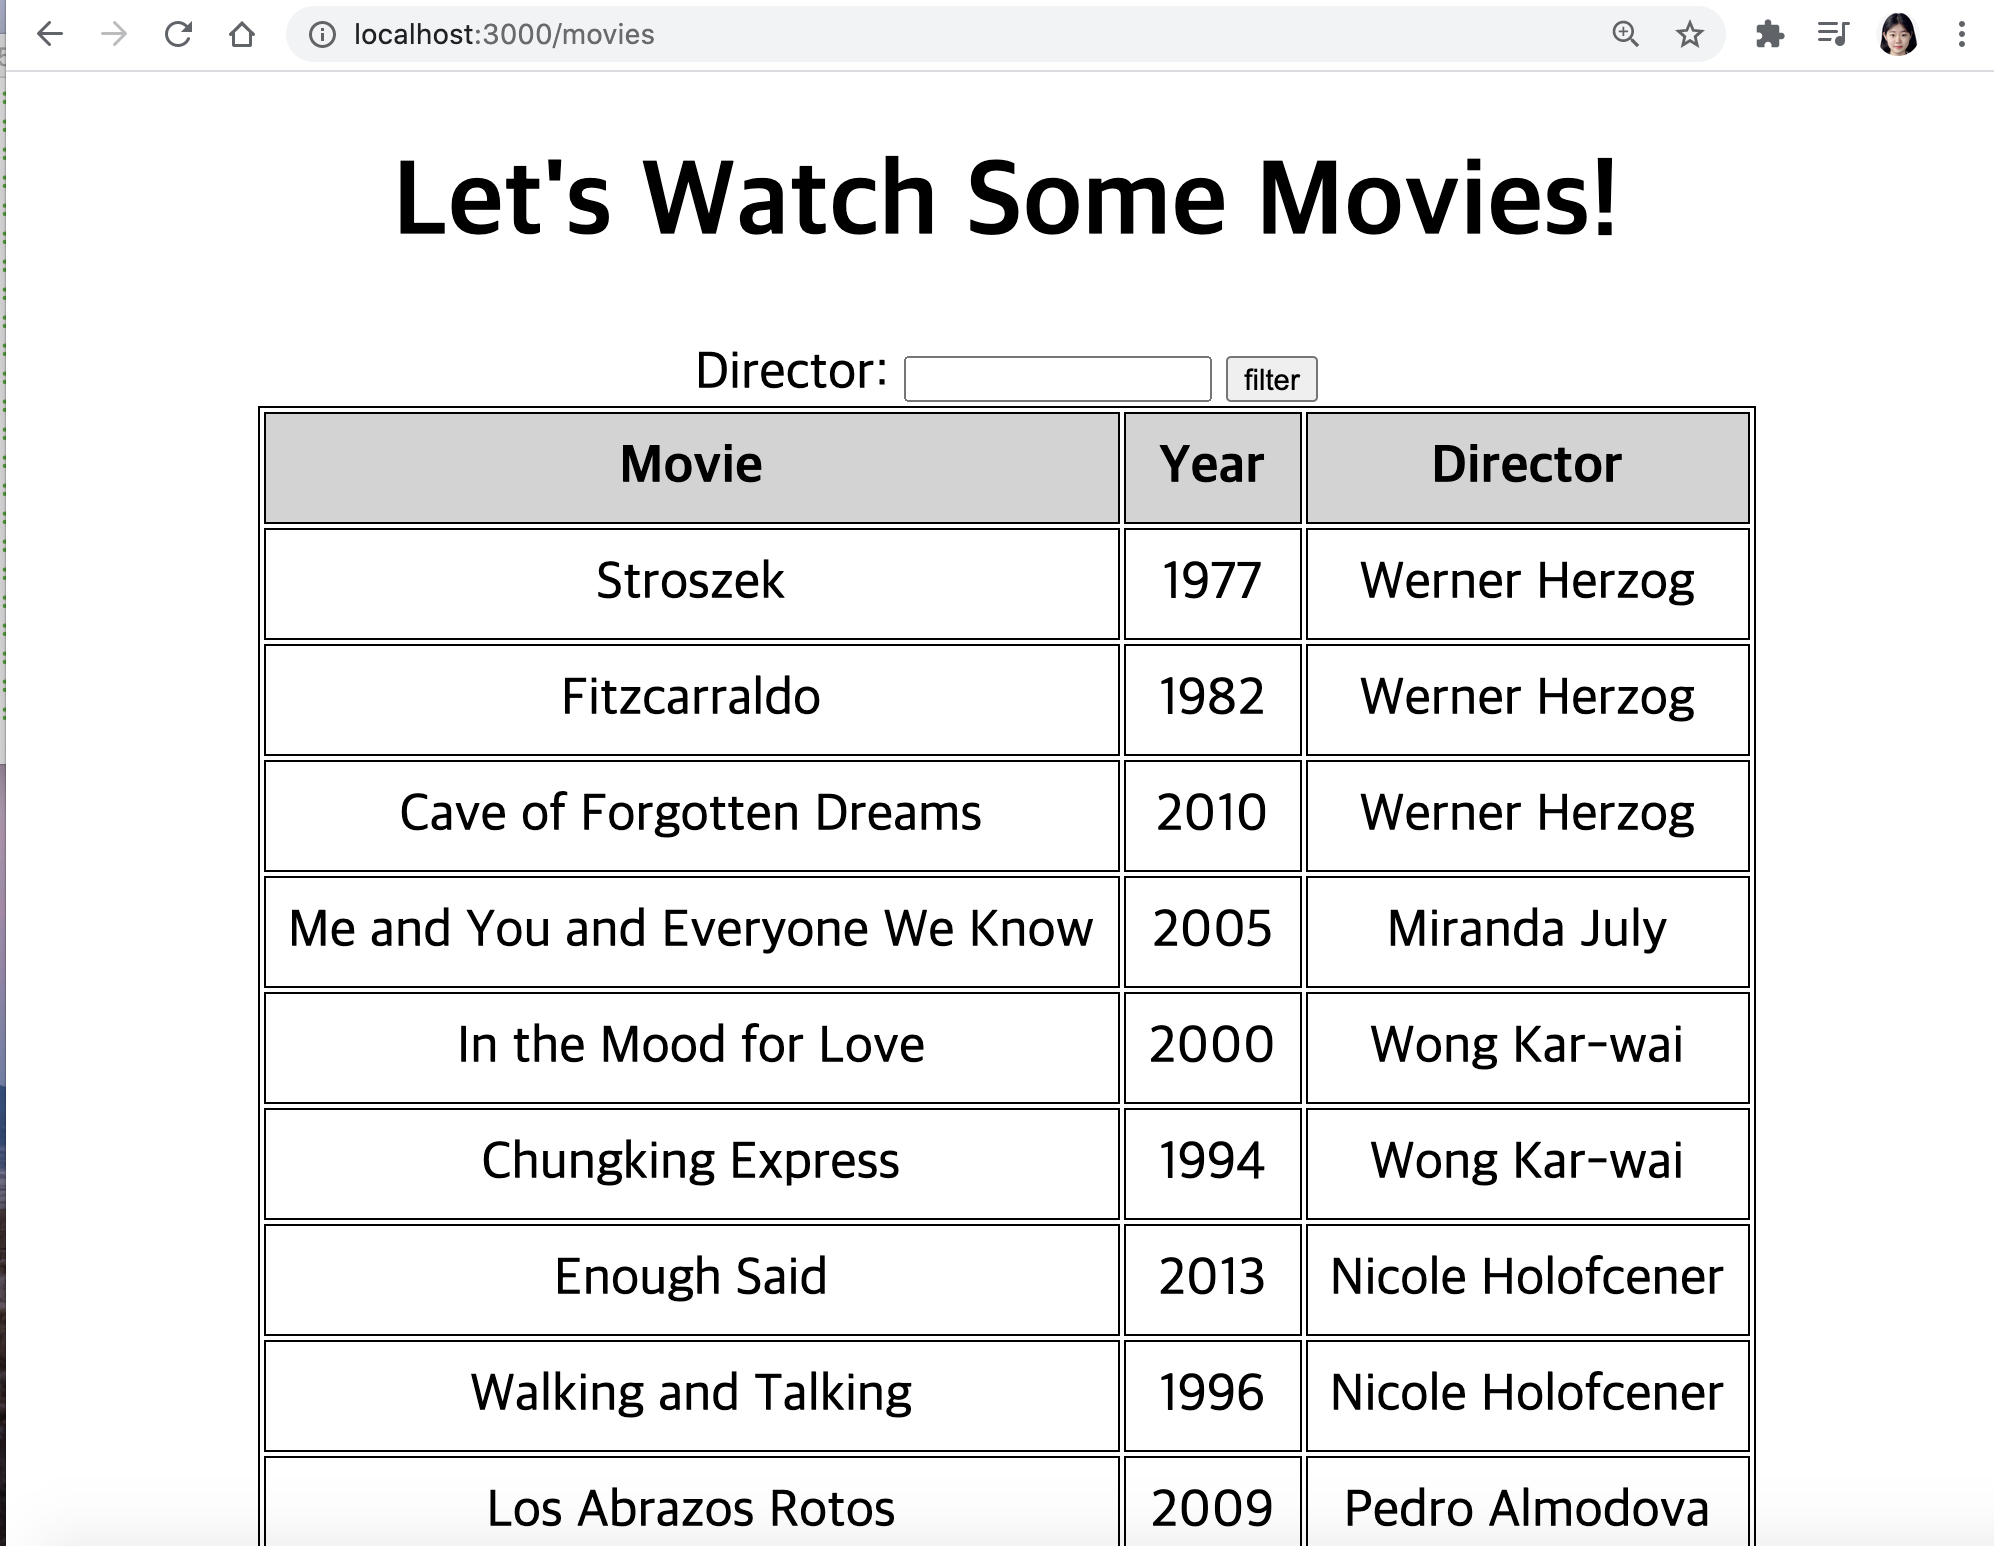 localhost:3000/movies
Let's Watch Some Movies!
Director: filter
Movie Year Director
Stroszek 1977 Werner Herzog
Fitzcarraldo 1982 Werner Herzog
Cave of Forgotten Dreams 2010 Werner Herzog
Me and You and Everyone We Know 2005 Miranda July
In the Mood for Love 2000 Wong Kar-wai
Chungking Express 1994 Wong Kar-wai
Enough Said 2013 Nicole Holofcener
Walking and Talking 1996 Nicole Holofcener
Los Abrazos Rotos 2009 Pedro Almodova